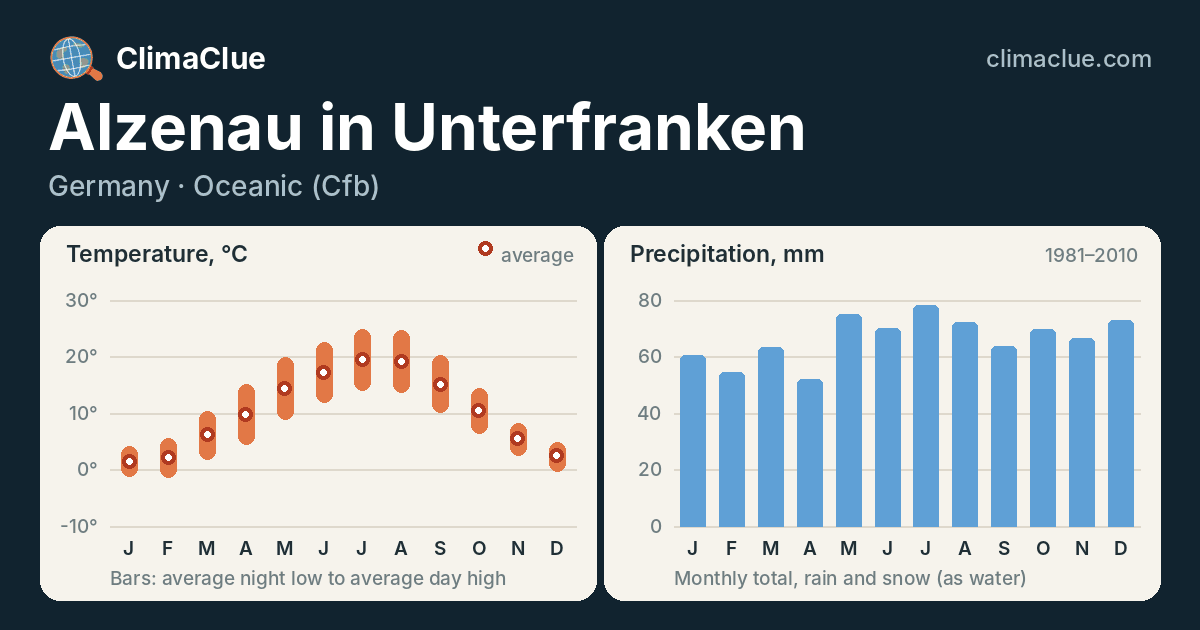 ClimaClue
climaclue.com
Alzenau in Unterfranken
Germany · Oceanic (Cfb)
Temperature, °C
average
30°
20°
10°
0°
-10°
J F M A M J J A S O N D
Bars: average night low to average day high
Precipitation, mm
1981–2010
80
60
40
20
0
J F M A M J J A S O N D
Monthly total, rain and snow (as water)